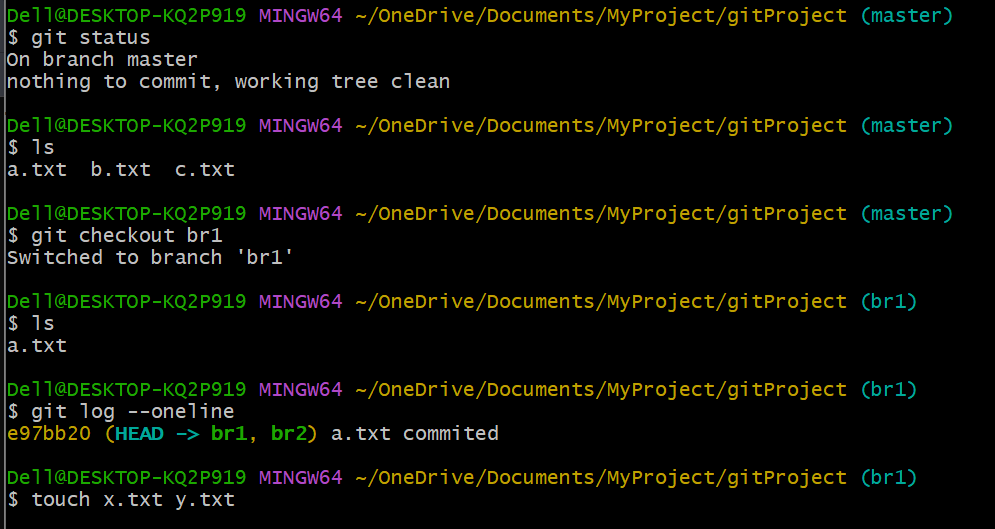 Dell@DESKTOP-KQ2P919 MINGW64 ~/OneDrive/Documents/MyProject/gitProject (master)
$ git status
On branch master
nothing to commit, working tree clean
Dell@DESKTOP-KQ2P919 MINGW64 ~/OneDrive/Documents/MyProject/gitProject (master)
$ ls
a.txt  b.txt  c.txt
Dell@DESKTOP-KQ2P919 MINGW64 ~/OneDrive/Documents/MyProject/gitProject (master)
$ git checkout br1
Switched to branch 'br1'
Dell@DESKTOP-KQ2P919 MINGW64 ~/OneDrive/Documents/MyProject/gitProject (br1)
$ ls
a.txt
Dell@DESKTOP-KQ2P919 MINGW64 ~/OneDrive/Documents/MyProject/gitProject (br1)
$ git log --oneline
e97bb20 (HEAD -> br1, br2) a.txt commited
Dell@DESKTOP-KQ2P919 MINGW64 ~/OneDrive/Documents/MyProject/gitProject (br1)
$ touch x.txt y.txt